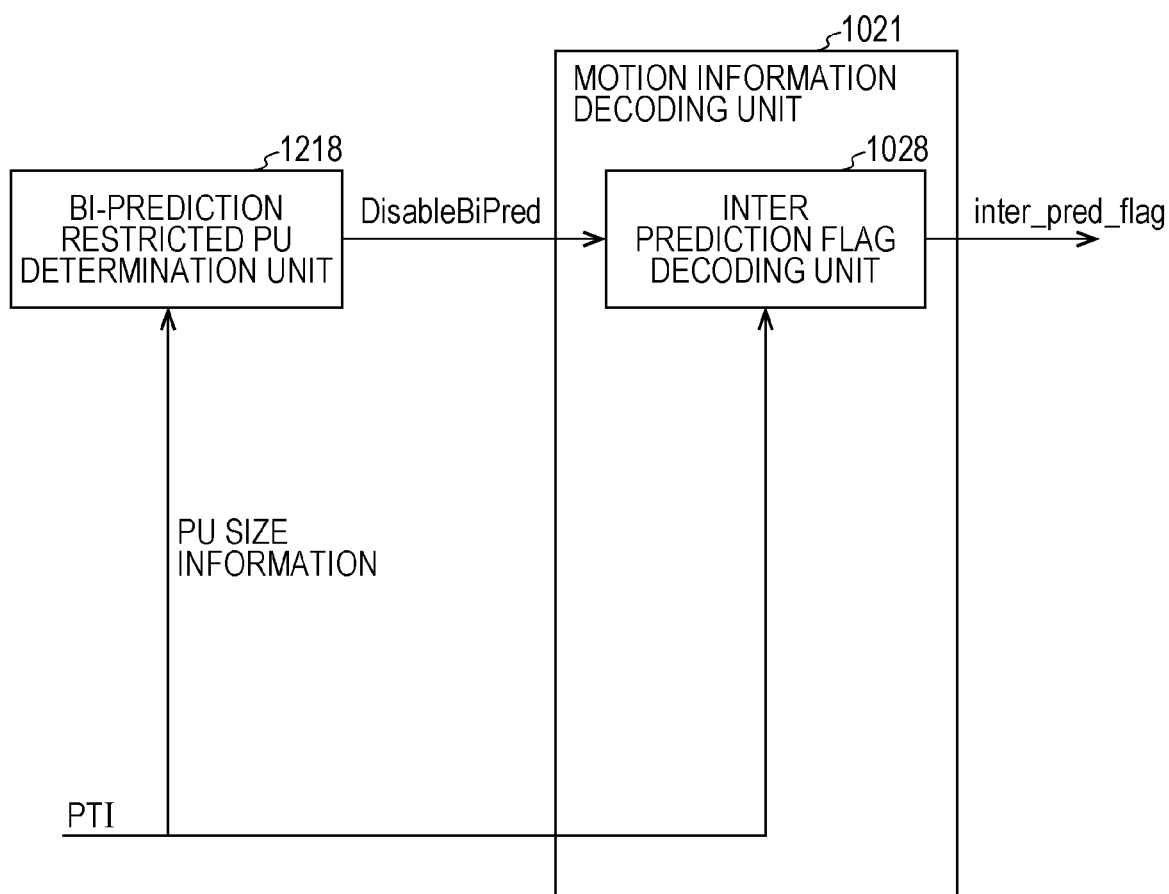 1021
MOTION INFORMATION
DECODING UNIT
1218
1028
BI-PREDICTION
RESTRICTED PU
DETERMINATION UNIT
DisableBiPred
INTER
PREDICTION FLAG
DECODING UNIT
inter_pred_flag
PU SIZE
INFORMATION
PTI